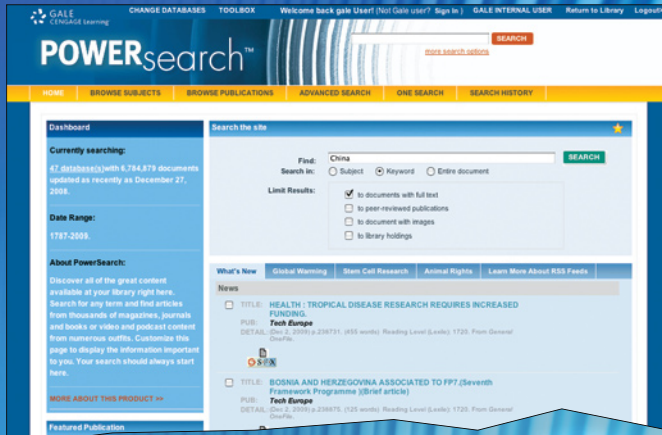 GALE
CENGAGE Learning
CHANGE DATABASES TOOLBOX Welcome back gale User! (Not Gale user? Sign In ) GALE INTERNAL USER Return to Library Logout
POWERsearch™
SEARCH
more search options
HOME BROWSE SUBJECTS BROWSE PUBLICATIONS ADVANCED SEARCH ONE SEARCH SEARCH HISTORY
Dashboard
Currently searching:
47 database(s)with 6,784,879 documents
updated as recently as December 27,
2008.
Date Range:
1787-2009.
About PowerSearch:
Discover all of the great content
available at your library right here.
Search for any term and find articles
from thousands of magazines, journals
and books or video and podcast content
from numerous outfits. Customize this
page to display the information important
to you. Your search should always start
here.
MORE ABOUT THIS PRODUCT >>
Featured Publication
Search the site
Find: China SEARCH
Search in: Subject Keyword Entire document
Limit Results: to documents with full text
to peer-reviewed publications
to document with images
to library holdings
What's New Global Warming Stem Cell Research Animal Rights Learn More About RSS Feeds
News
TITLE: HEALTH : TROPICAL DISEASE RESEARCH REQUIRES INCREASED
FUNDING.
PUB: Tech Europe
DETAIL: (Dec 2, 2009) p.239731. (455 words) Reading Level (Lexile): 1720. From General
OneFile.
SFX
TITLE: BOSNIA AND HERZEGOVINA ASSOCIATED TO FP7.(Seventh
Framework Programme )(Brief article)
PUB: Tech Europe
DETAIL: (Dec 2, 2009) p.239875. (125 words) Reading Level (Lexile): 1720. From General
OneFile.